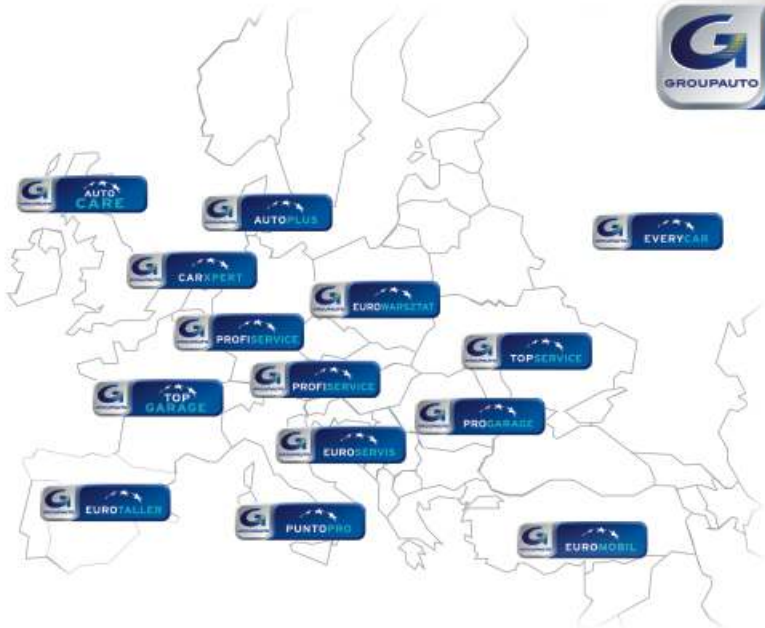 GROUPAUTO
AUTO
CARE
AUTOPLUS
EVERYCAR
CARXPERT
EUROWARSZTAT
PROFISERVICE
TOPSERVICE
PROFISERVICE
TOP
GARAGE
PROGARAGE
EUROSERVIS
EUROTALLER
PUNTOPRO
EUROMOBIL